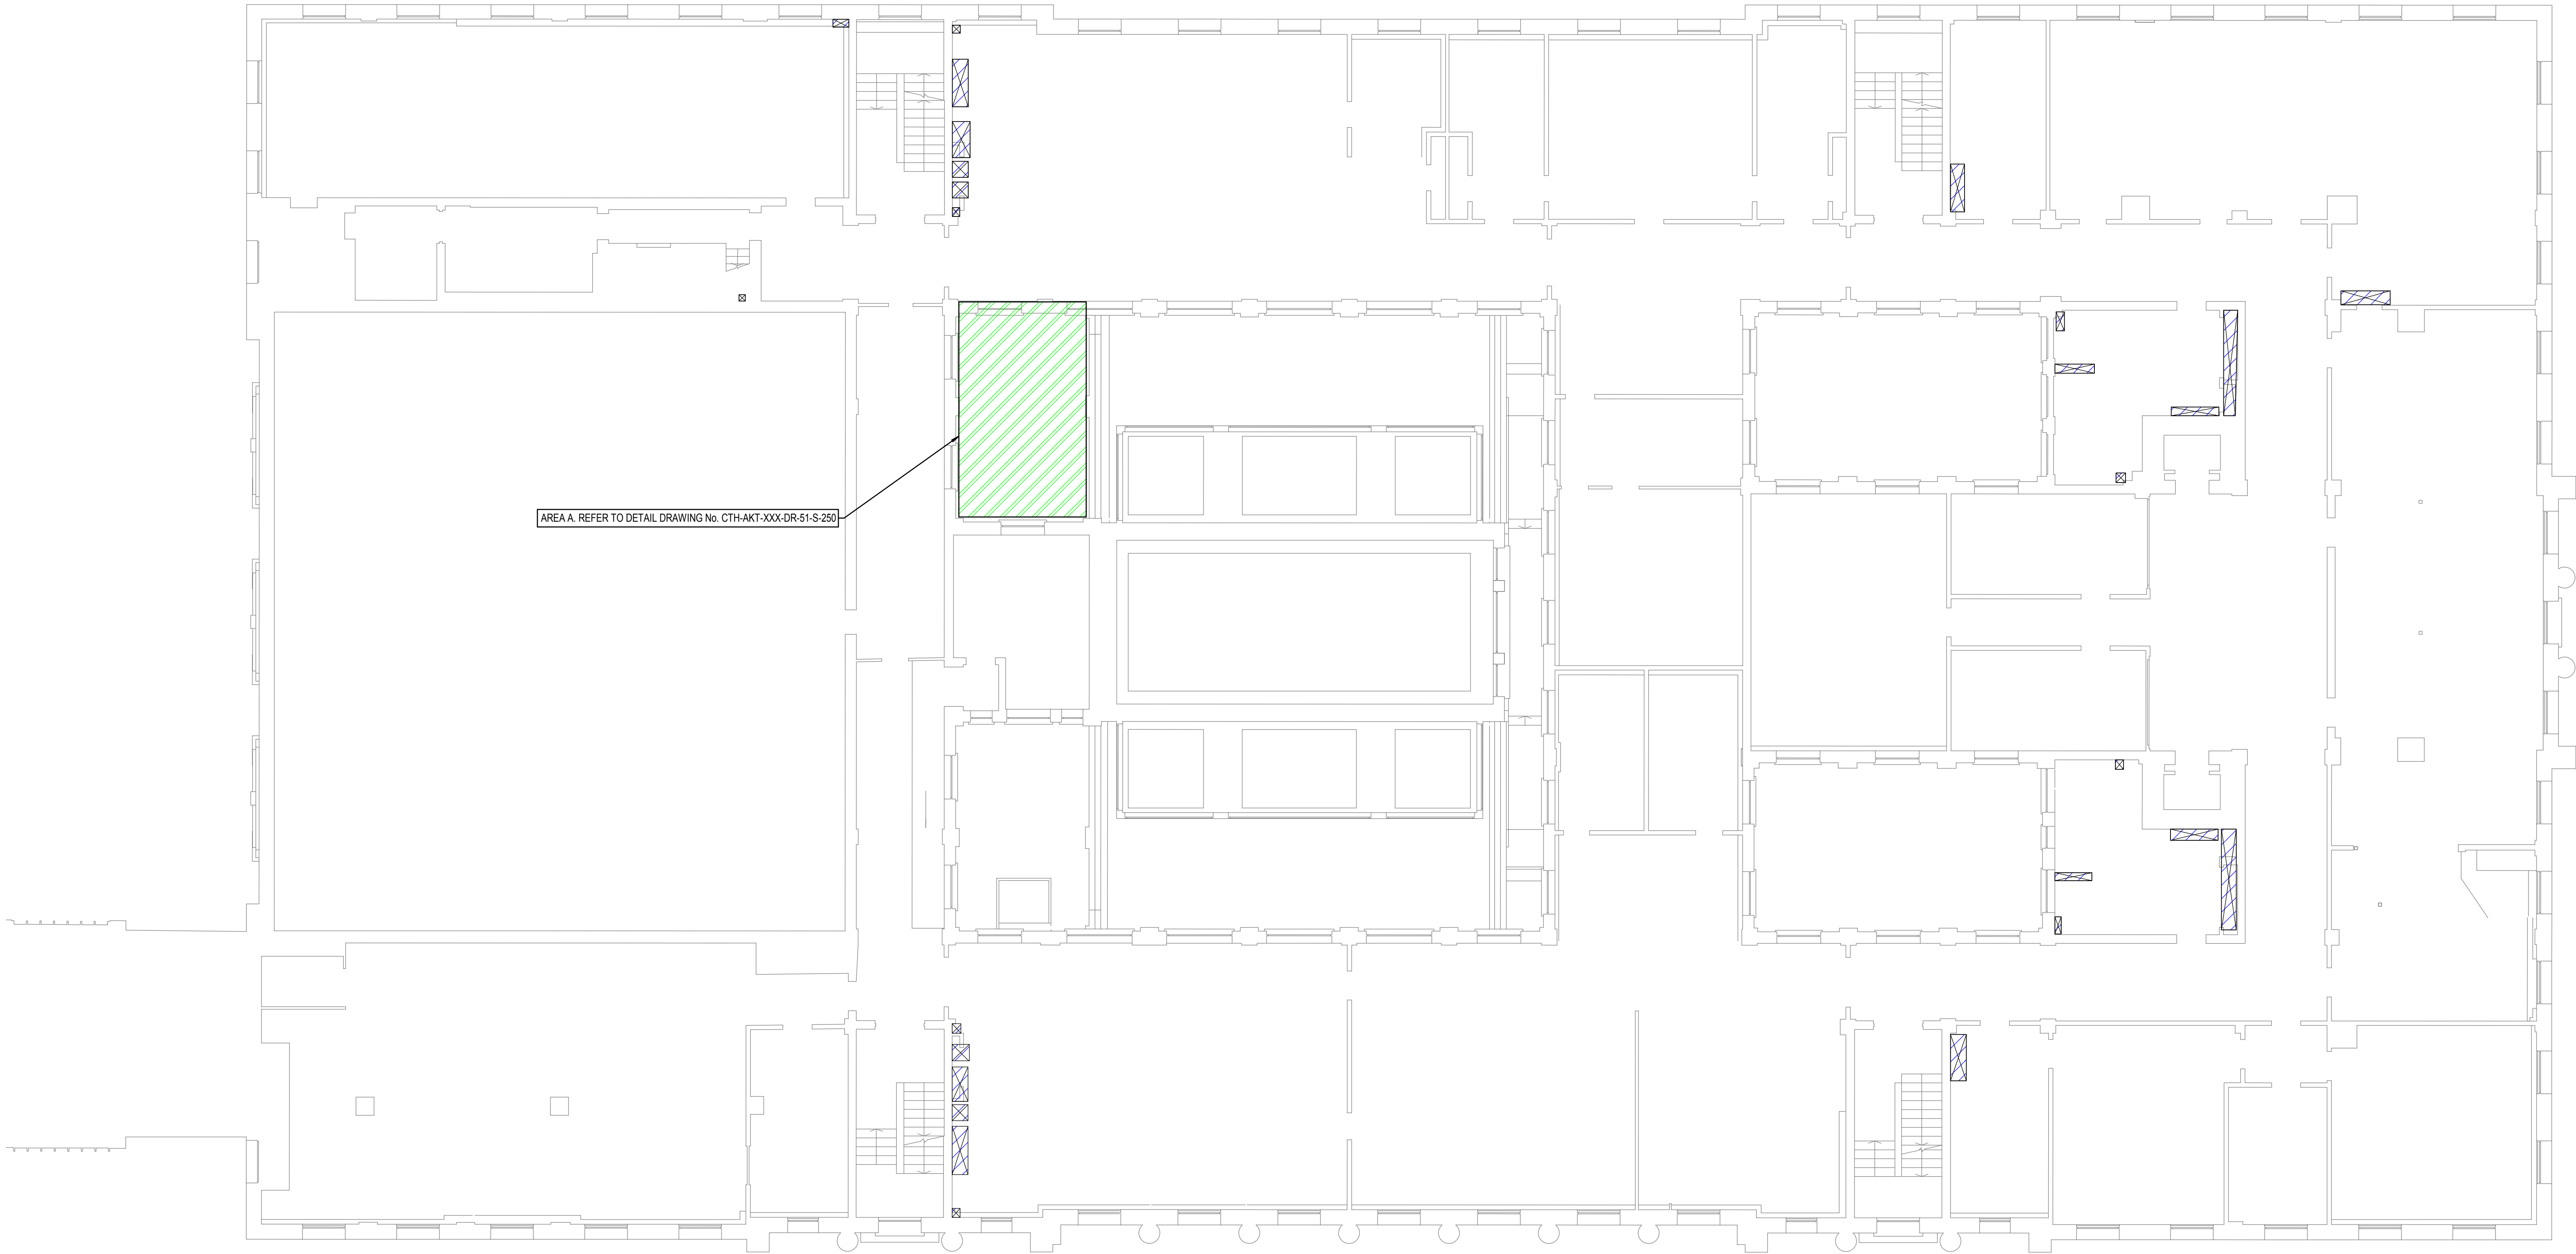 AREA A. REFER TO DETAIL DRAWING No. CTH-AKT-XXX-DR-51-S-250